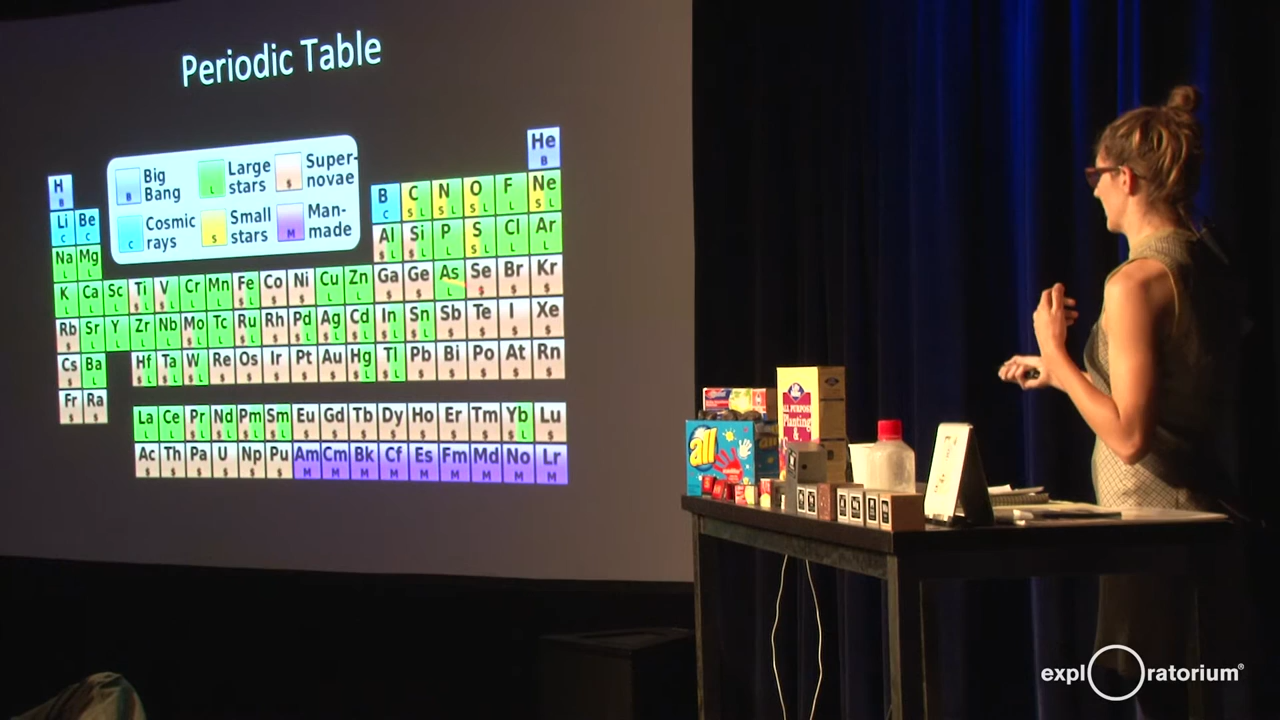 Periodic Table
Big Bang
Large stars
Super-novae
Cosmic rays
Small stars
Man-made
B
L
S
C
S
M
H
B
He
B
Li
C
Be
C
B
C
C
S L
N
S L
O
S L
F
L
Ne
S L
Na
L
Mg
L
Al
$ L
Si
$ L
P
L
S
S L
Cl
L
Ar
L
K
L
Ca
L
Sc
L
Ti
$ L
V
$ L
Cr
L
Mn
L
Fe
$ L
Co
$
Ni
$
Cu
L
Zn
L
Ga
$
Ge
$
As
L
Se
$
Br
$
Kr
$
Rb
$
Sr
L
Y
L
Zr
L
Nb
L
Mo
$ L
Tc
L
Ru
$ L
Rh
$
Pd
$ L
Ag
$ L
Cd
$ L
In
$ L
Sn
$ L
Sb
$
Te
$
I
$
Xe
$
Cs
$
Ba
L
Hf
$ L
Ta
$ L
W
$ L
Re
$
Os
$
Ir
$
Pt
$
Au
$
Hg
$ L
Tl
$ L
Pb
$
Bi
$
Po
$
At
$
Rn
$
Fr
$
Ra
$
La
L
Ce
L
Pr
$ L
Nd
$ L
Pm
$ L
Sm
$ L
Eu
$
Gd
$
Tb
$
Dy
$
Ho
$
Er
$
Tm
$
Yb
$ L
Lu
$
Ac
$
Th
$
Pa
$
U
$
Np
$
Pu
$
Am
M
Cm
M
Bk
M
Cf
M
Es
M
Fm
M
Md
M
No
M
Lr
M
all
ALL PURPOSE
Planting
&
expl ratorium®